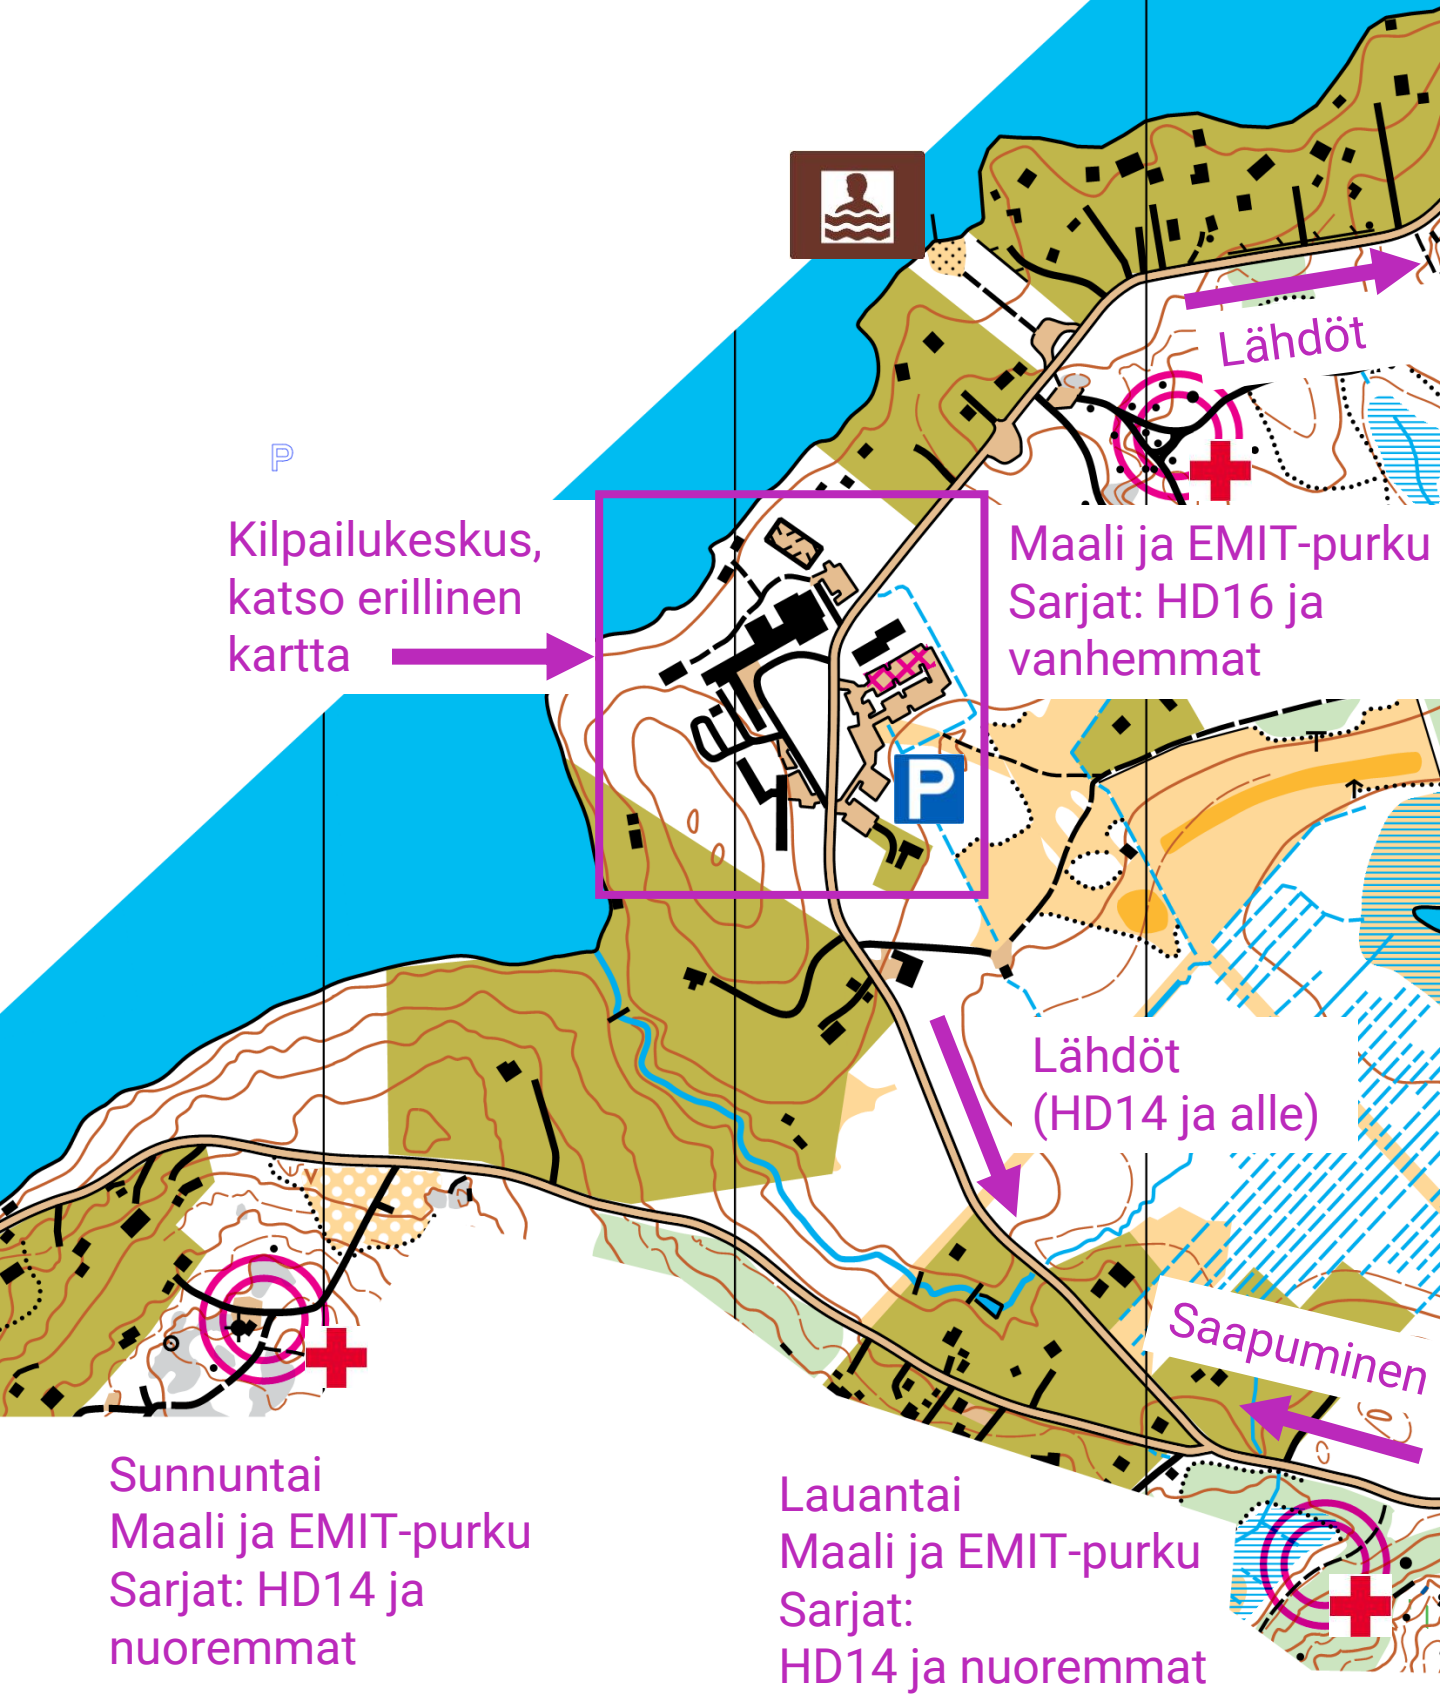 Lähdöt
P
Kilpailukeskus,
katso erillinen
kartta
Maali ja EMIT-purku
Sarjat: HD16 ja
vanhemmat
P
Lähdöt
(HD14 ja alle)
Saapuminen
Sunnuntai
Maali ja EMIT-purku
Sarjat: HD14 ja
nuoremmat
Lauantai
Maali ja EMIT-purku
Sarjat:
HD14 ja nuoremmat